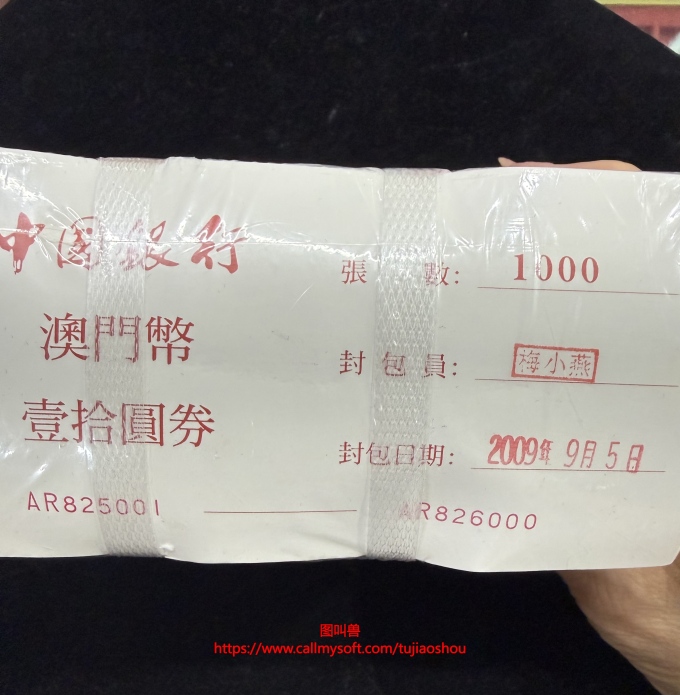 中國銀行
張 數: 1000
澳門幣
封包員: 梅小燕
壹拾圓券
封包日期: 2009年9月5日
AR825001 AR826000
图叫兽
https://www.callmysoft.com/tujiaoshou